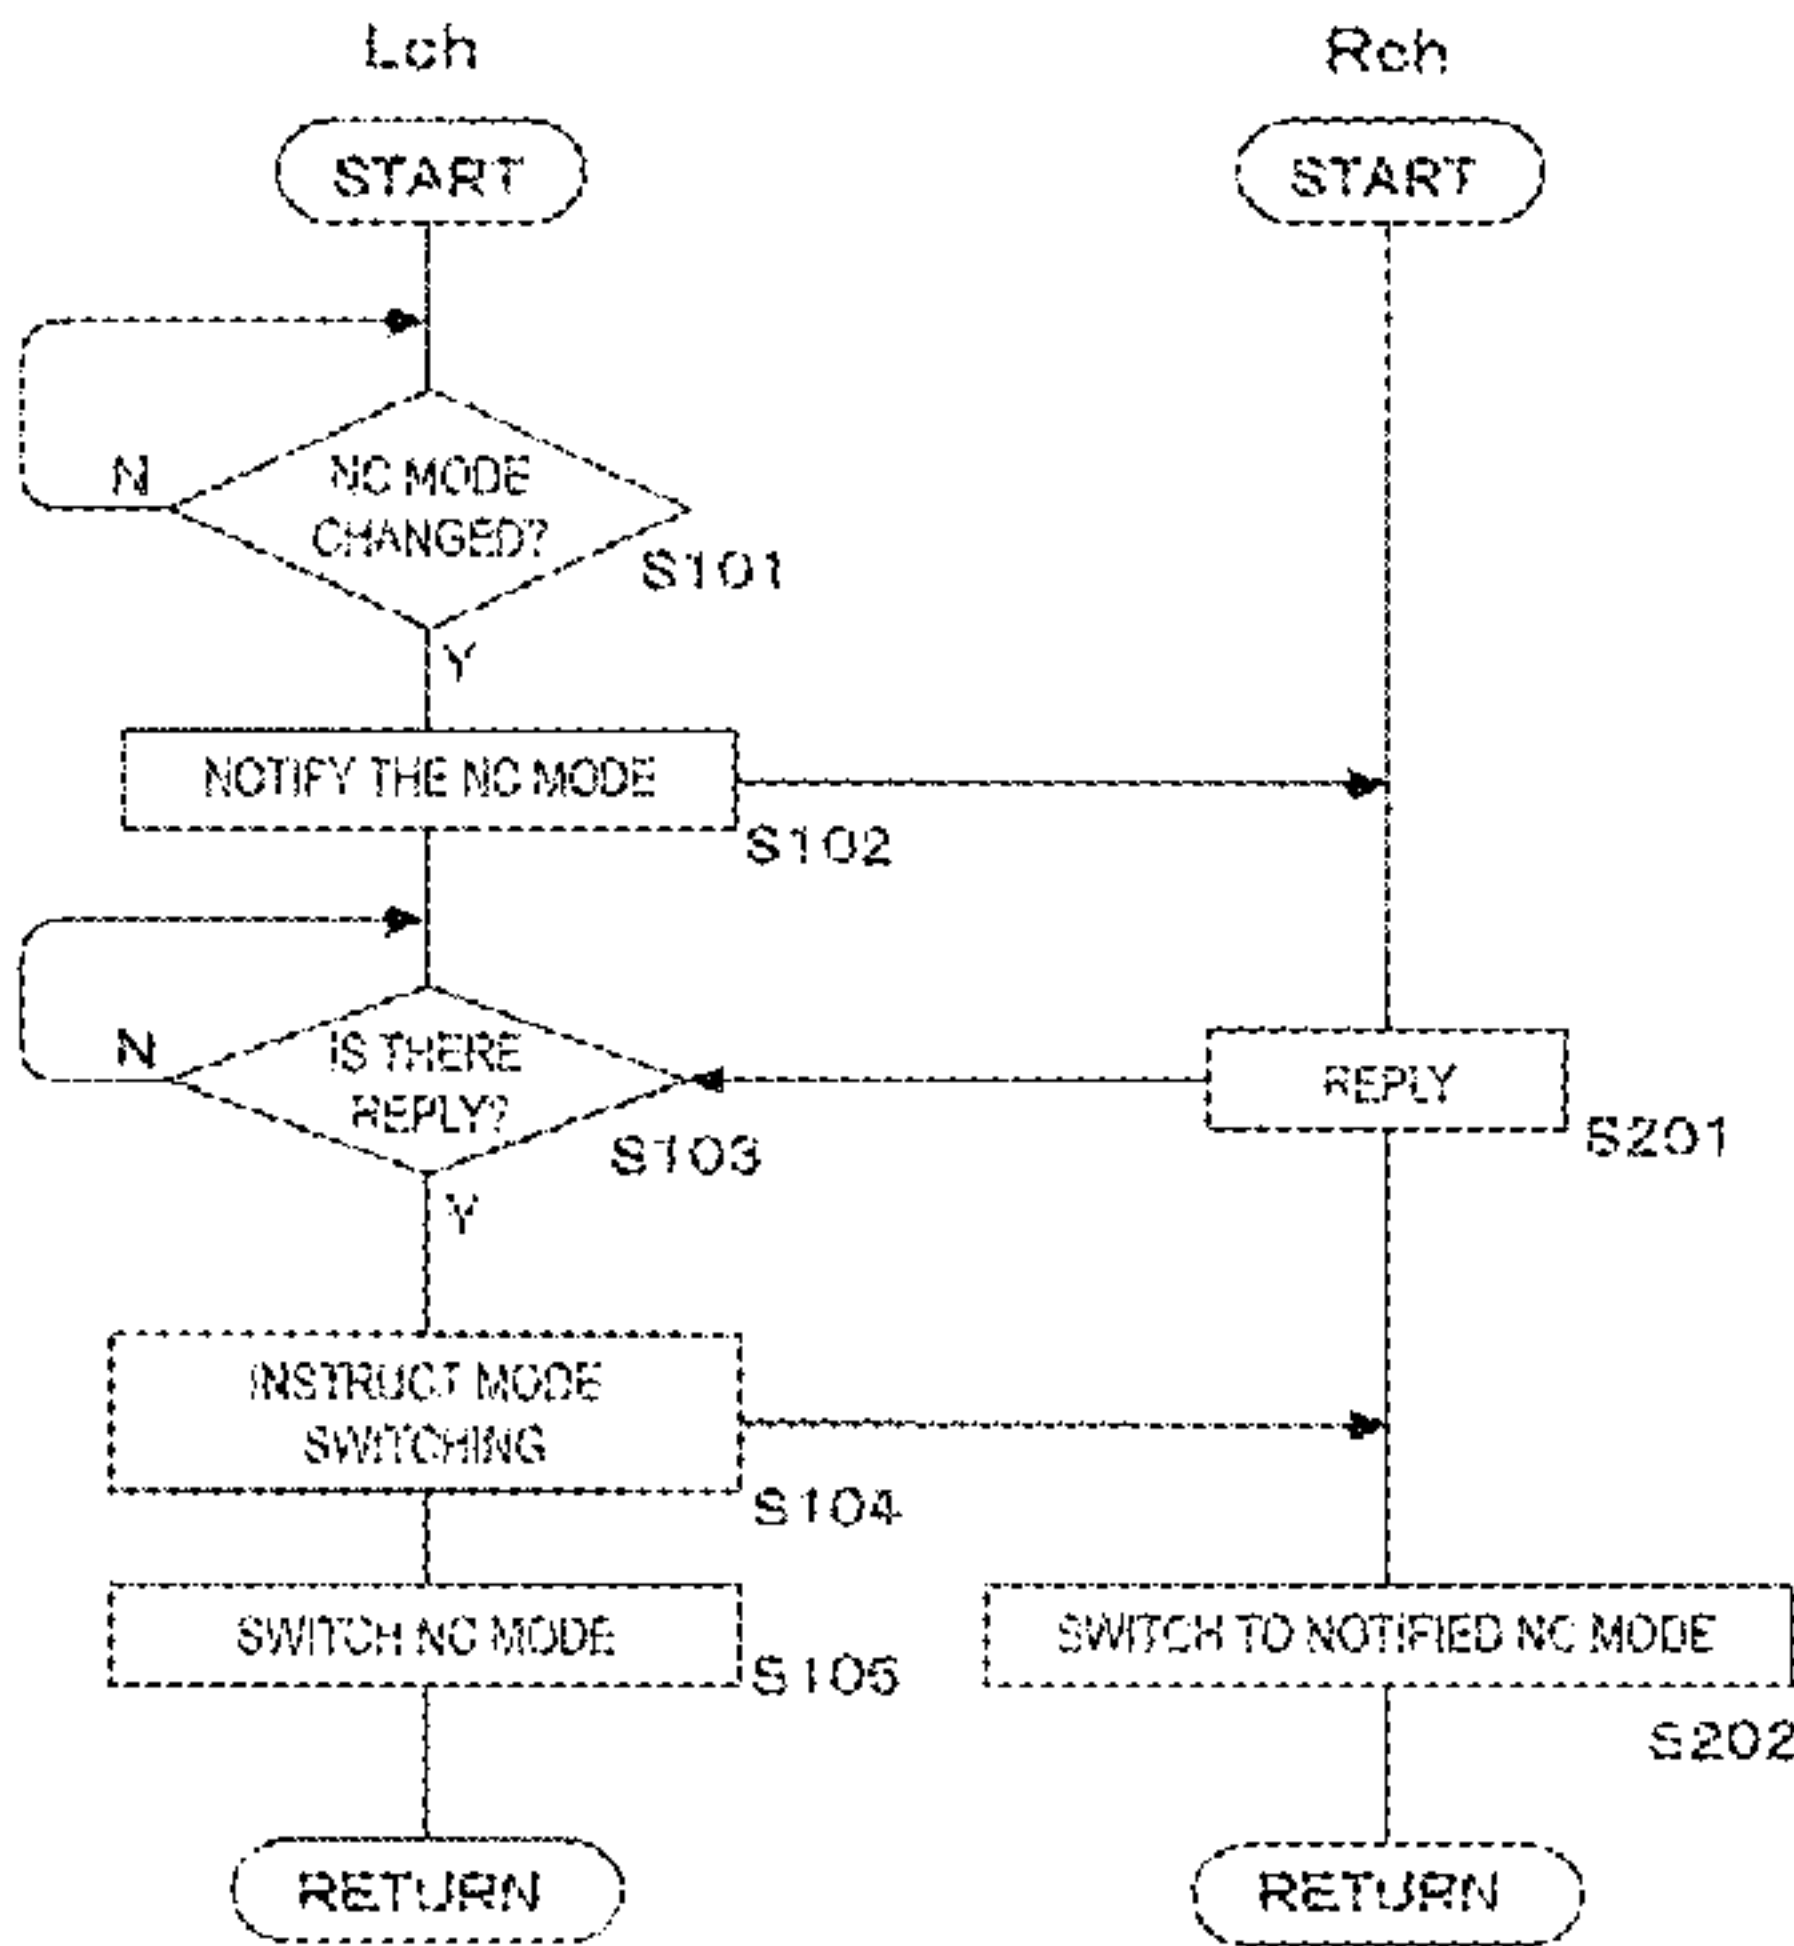 Lch
Rch
START
START
N
NC MODE
CHANGED?
S101
Y
NOTIFY THE NC MODE
S102
N
IS THERE
REPLY?
S103
REPLY
S201
Y
INSTRUCT MODE
SWITCHING
S104
SWITCH NC MODE
S105
SWITCH TO NOTIFIED NC MODE
S202
RETURN
RETURN